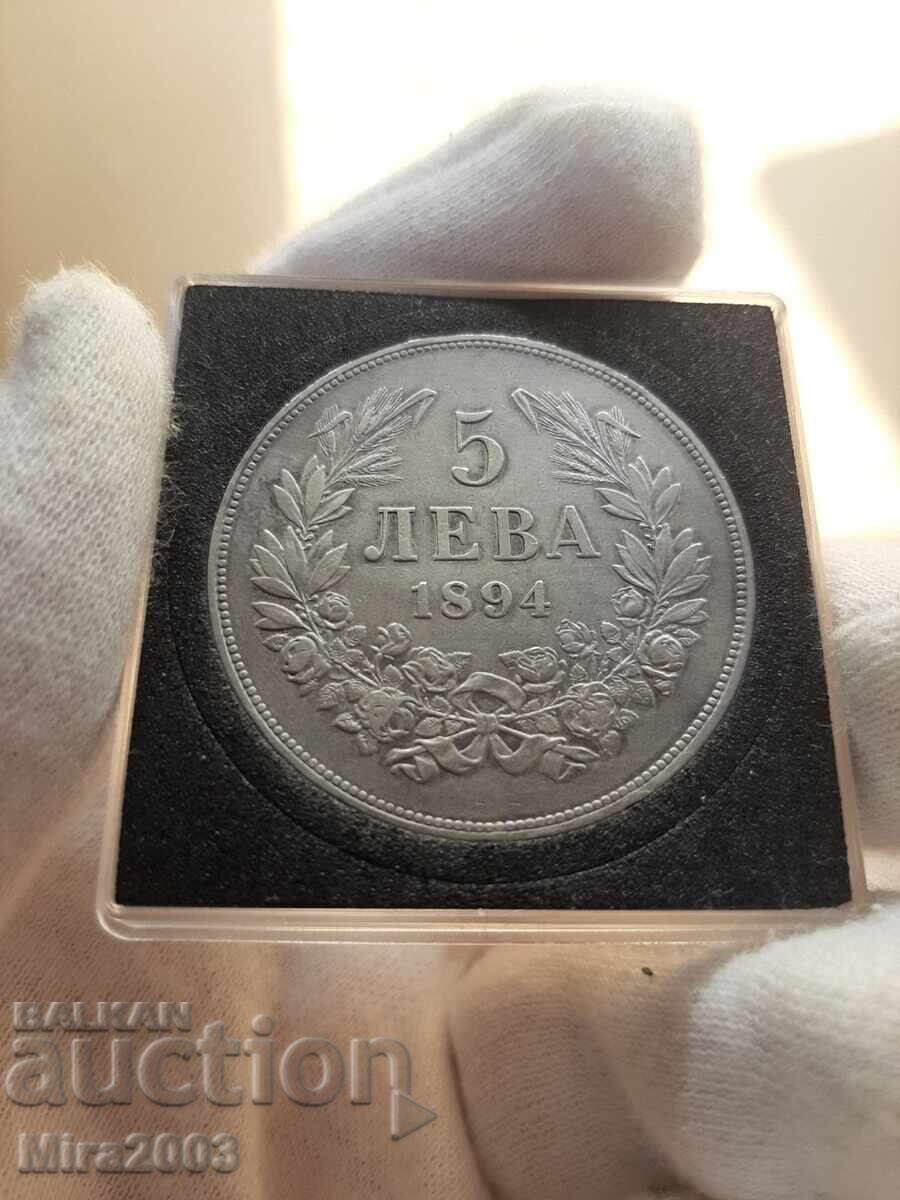 5
ЛЕВА
1894
BALKAN
auction
Mira2003